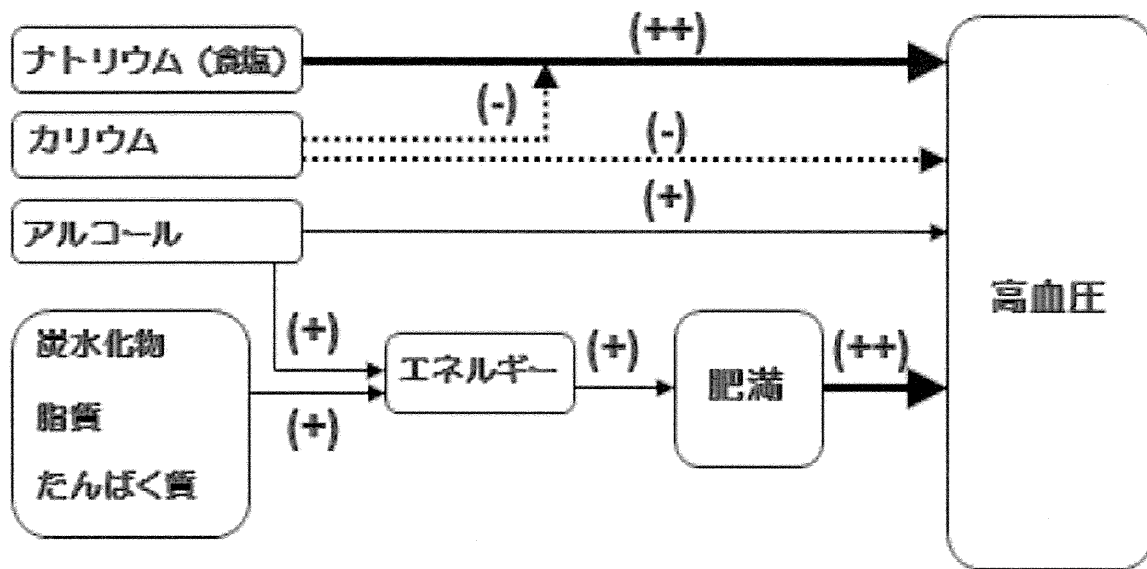 ナトリウム（食塩）
(++)
(-)
カリウム
(-)
アルコール
(+)
高血圧
炭水化物
脂質
たんばく質
(+)
(+)
エネルギー
(+)
肥満
(++)